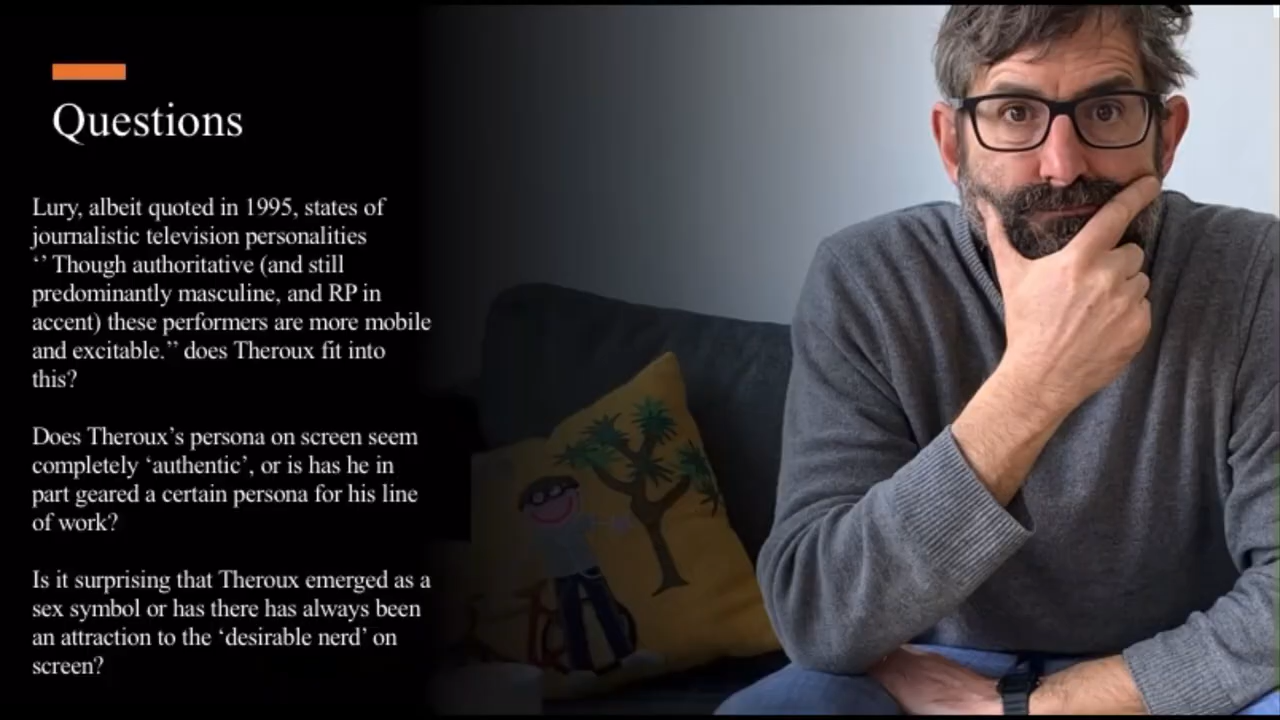 Questions
Lury, albeit quoted in 1995, states of
journalistic television personalities
‘’ Though authoritative (and still
predominantly masculine, and RP in
accent) these performers are more mobile
and excitable.’’ does Theroux fit into
this?
Does Theroux’s persona on screen seem
completely ‘authentic’, or is has he in
part geared a certain persona for his line
of work?
Is it surprising that Theroux emerged as a
sex symbol or has there has always been
an attraction to the ‘desirable nerd’ on
screen?